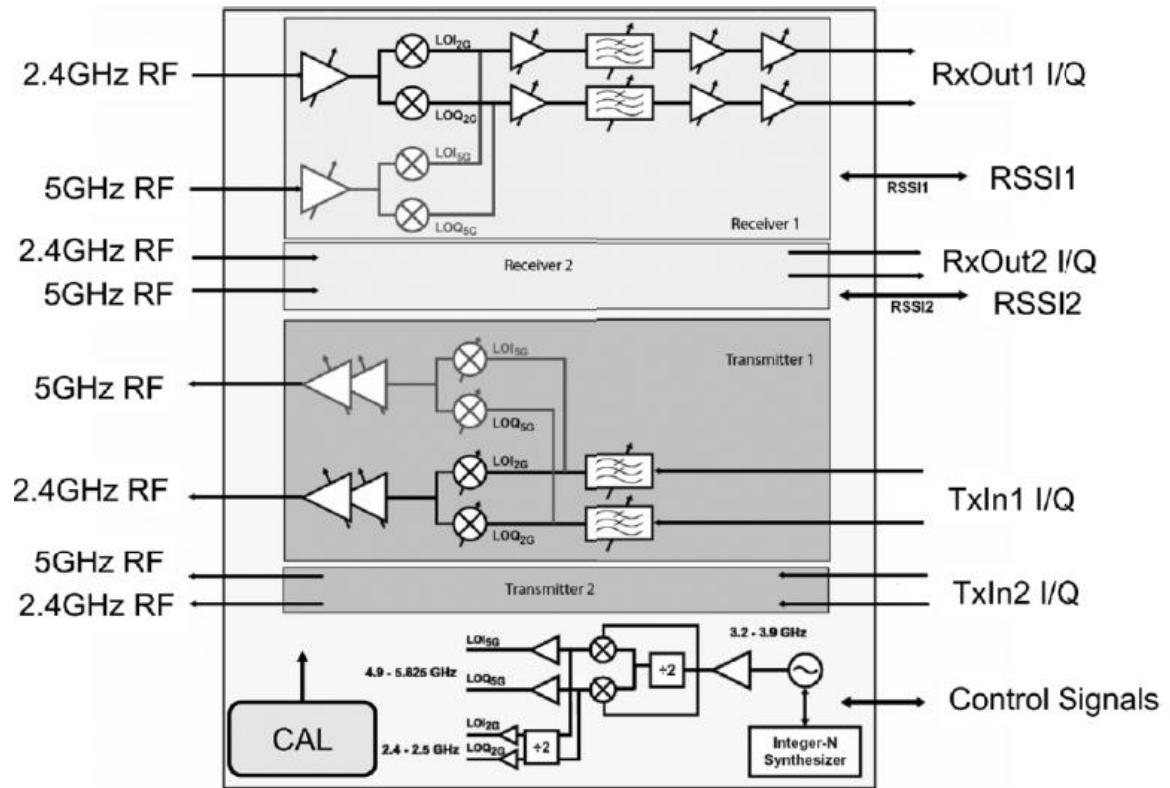 LOI2G
2.4GHz RF
RxOut1 I/Q
LOQ2G
LOI5G
5GHz RF
RSSI1
RSSI1
LOQ5G
Receiver 1
2.4GHz RF
Receiver 2
RxOut2 I/Q
5GHz RF
RSSI2
RSSI2
LOI5G
Transmitter 1
5GHz RF
LOQ5G
LOI2G
2.4GHz RF
TxIn1 I/Q
LOQ2G
5GHz RF
Transmitter 2
TxIn2 I/Q
2.4GHz RF
3.2 - 3.9 GHz
LOI5G
÷2
4.9 - 5.825 GHz
LOQ5G
Control Signals
CAL
LOI2G
÷2
2.4 - 2.5 GHz
LOQ2G
Integer-N
Synthesizer